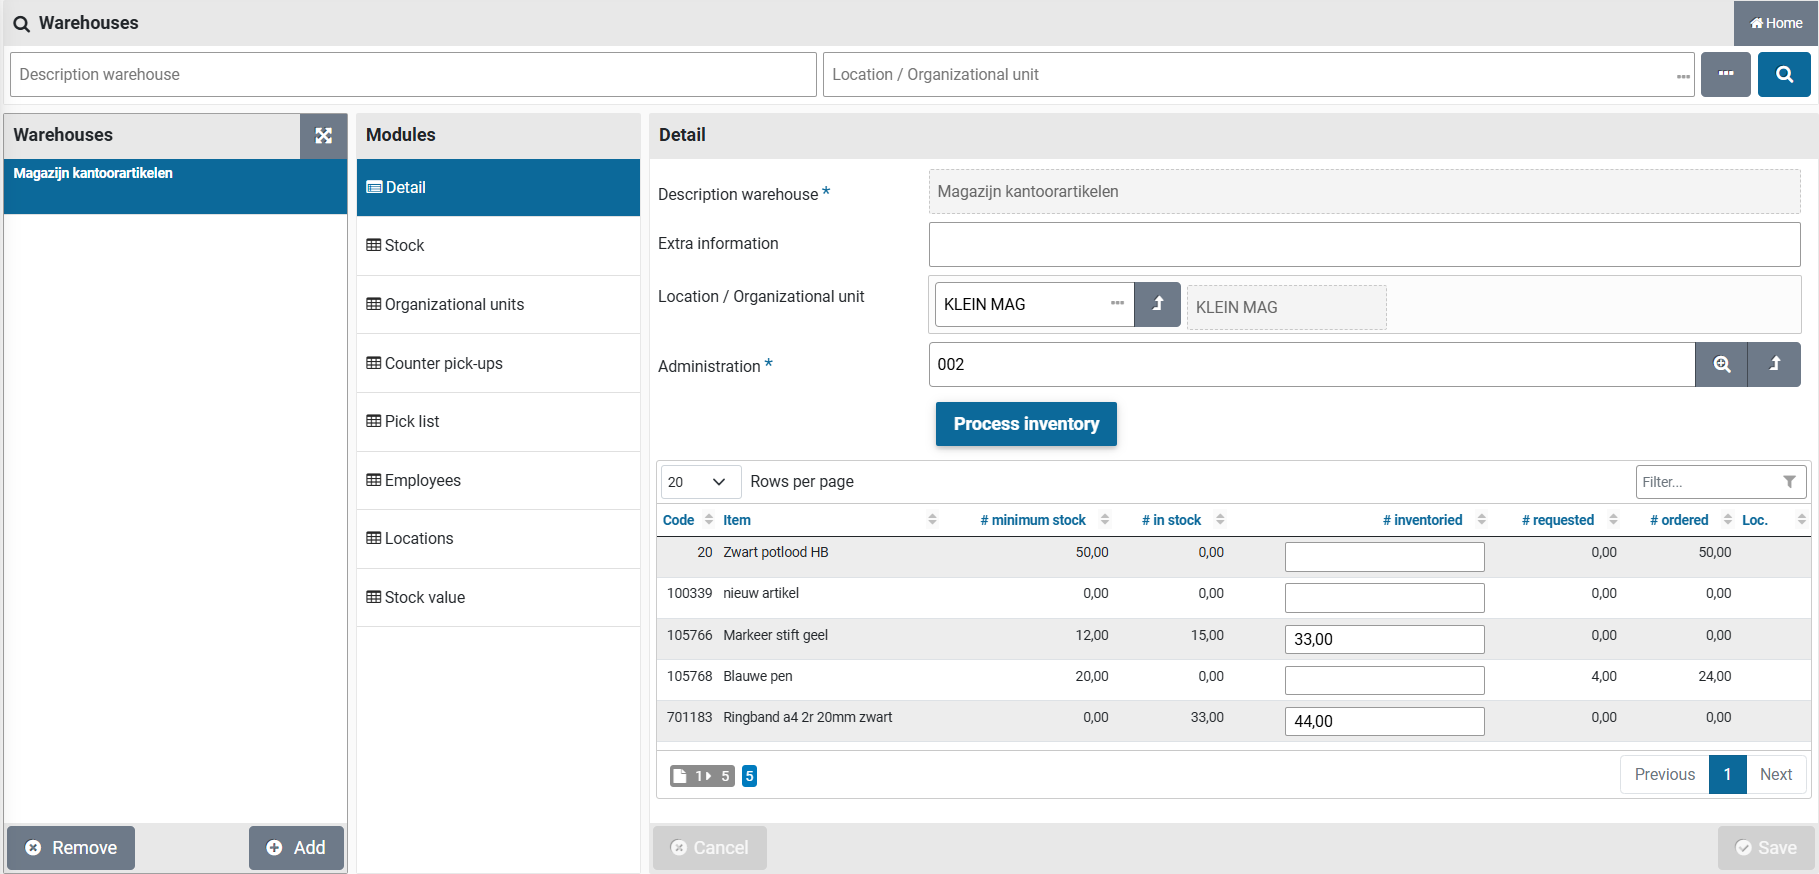 Warehouses
Home
Description warehouse
Location / Organizational unit
Warehouses
Magazijn kantoorartikelen
Remove
Add
Modules
Detail
Stock
Organizational units
Counter pick-ups
Pick list
Employees
Locations
Stock value
Detail
Description warehouse *
Magazijn kantoorartikelen
Extra information
Location / Organizational unit
KLEIN MAG
KLEIN MAG
Administration *
002
Process inventory
20 Rows per page
Filter...
Code Item # minimum stock # in stock # inventoried # requested # ordered Loc.
20 Zwart potlood HB 50,00 0,00 0,00 50,00
100339 nieuw artikel 0,00 0,00 0,00 0,00
105766 Markeer stift geel 12,00 15,00 33,00 0,00 0,00
105768 Blauwe pen 20,00 0,00 4,00 24,00
701183 Ringband a4 2r 20mm zwart 0,00 33,00 44,00 0,00 0,00
1 5 5
Previous 1 Next
Cancel
Save